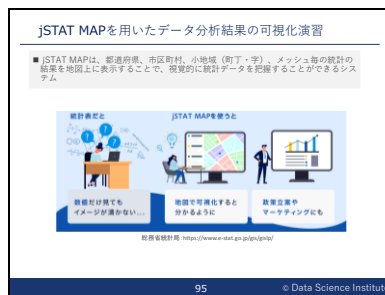 jSTAT MAPを用いたデータ分析結果の可視化演習
■ jSTAT MAPは、都道府県、市区町村、小地域（町丁・字）、メッシュ毎の統計の
結果を地図上に表示することで、視覚的に統計データを把握することができるシス
テム
統計表だと
jSTAT MAPを使うと
数値だけ見ても
イメージが湧かない...
地図で可視化すると
分かるように
政策立案や
マーケティングにも
総務省統計局: https://www.e-stat.go.jp/gis/gislp/
95
© Data Science Institute